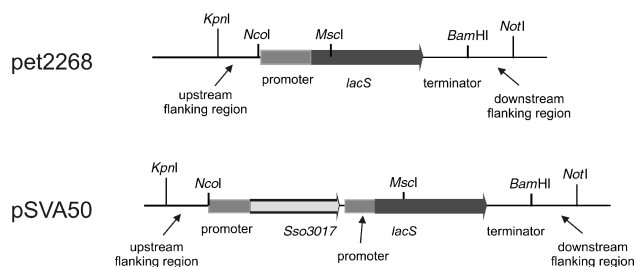 KpnI
NcoI
MscI
BamHI
NotI
pet2268
promoter
lacS
terminator
upstream
flanking region
downstream
flanking region
KpnI
NcoI
MscI
BamHI
NotI
pSVA50
promoter
Sso3017
lacS
terminator
promoter
upstream
flanking region
downstream
flanking region